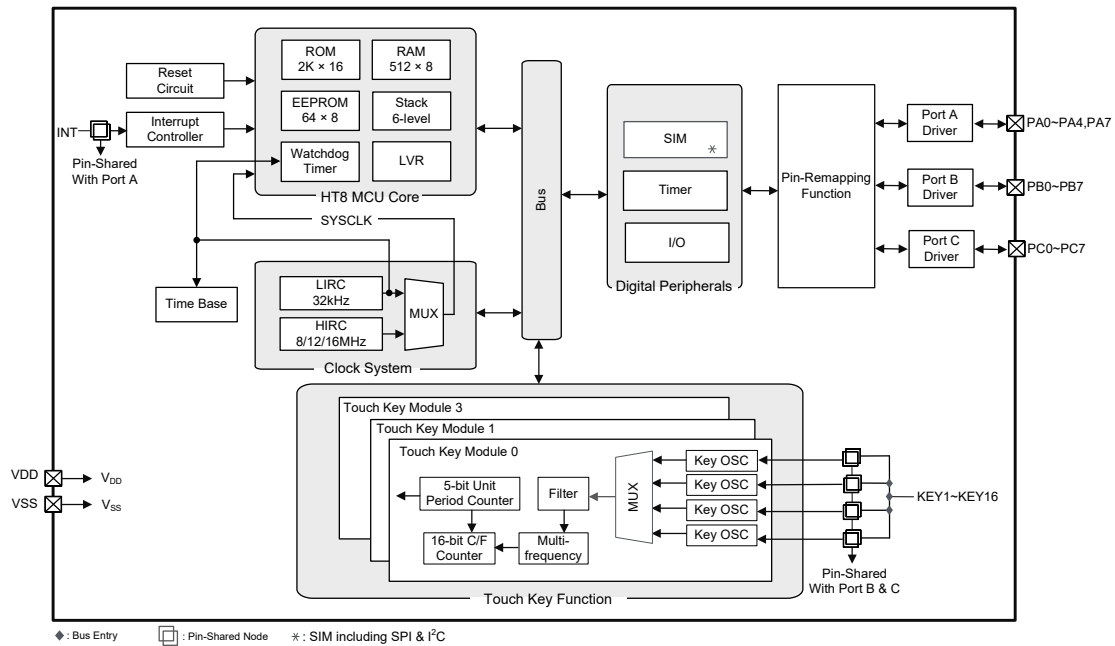 ROM
2K × 16
RAM
512 × 8
Reset
Circuit
EEPROM
64 × 8
Stack
6-level
INT
Interrupt
Controller
Pin-Shared
With Port A
Watchdog
Timer
LVR
HT8 MCU Core
SYSCLK
LIRC
32kHz
HIRC
8/12/16MHz
MUX
Clock System
Time Base
Bus
SIM
*
Timer
I/O
Digital Peripherals
Pin-Remapping
Function
Port A
Driver
PA0~PA4,PA7
Port B
Driver
PB0~PB7
Port C
Driver
PC0~PC7
Touch Key Module 3
Touch Key Module 1
Touch Key Module 0
5-bit Unit
Period Counter
Filter
16-bit C/F
Counter
Multi-
frequency
MUX
Key OSC
Key OSC
Key OSC
Key OSC
KEY1~KEY16
Pin-Shared
With Port B & C
Touch Key Function
VDD
V_DD
VSS
V_SS
: Bus Entry
: Pin-Shared Node
* : SIM including SPI & I²C